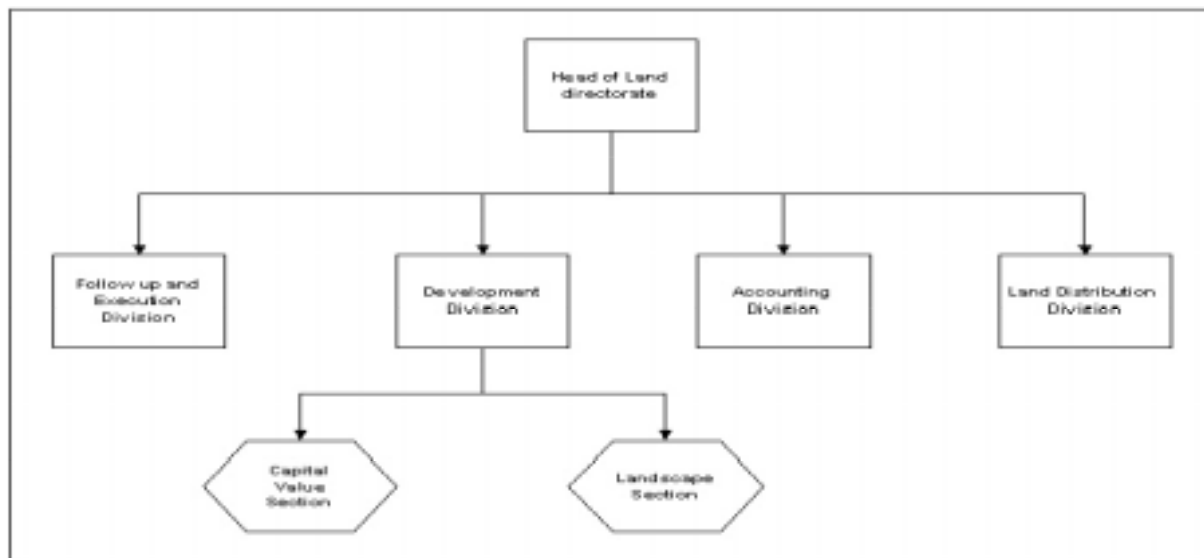 Head of Land
directorate
Follow up and
Execution
Division
Development
Division
Accounting
Division
Land Distribution
Division
Capital
Value
Section
Landscape
Section